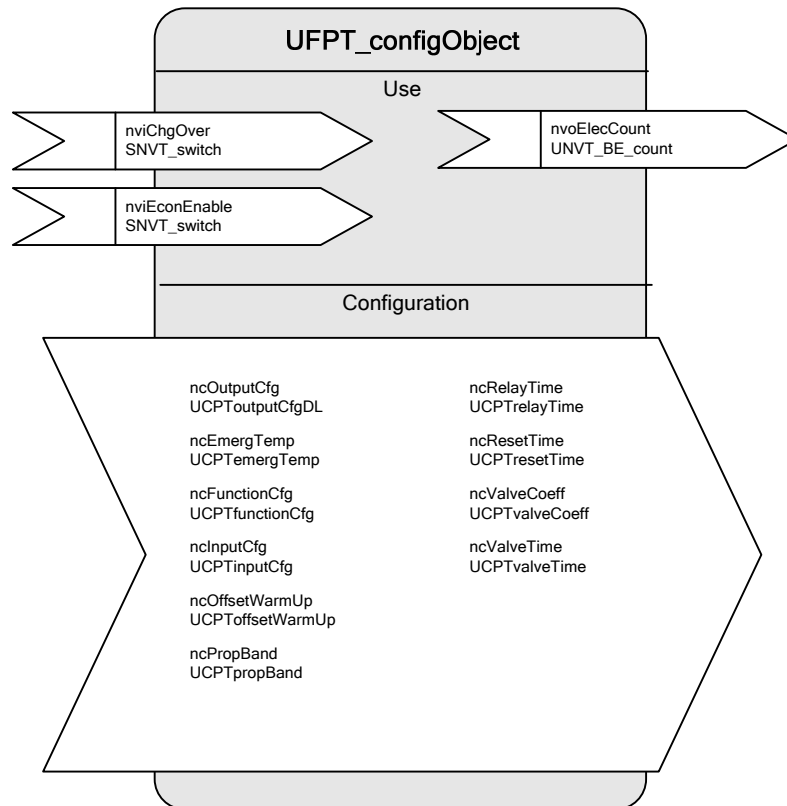 UFPT_configObject
Use
nviChgOver
SNVT_switch
nvoElecCount
UNVT_BE_count
nviEconEnable
SNVT_switch
Configuration
ncOutputCfg
UCPToutputCfgDL
ncEmergTemp
UCPTemergTemp
ncFunctionCfg
UCPTfunctionCfg
ncInputCfg
UCPTinputCfg
ncOffsetWarmUp
UCPToffsetWarmUp
ncPropBand
UCPTpropBand
ncRelayTime
UCPTrelayTime
ncResetTime
UCPTresetTime
ncValveCoeff
UCPTvalveCoeff
ncValveTime
UCPTvalveTime